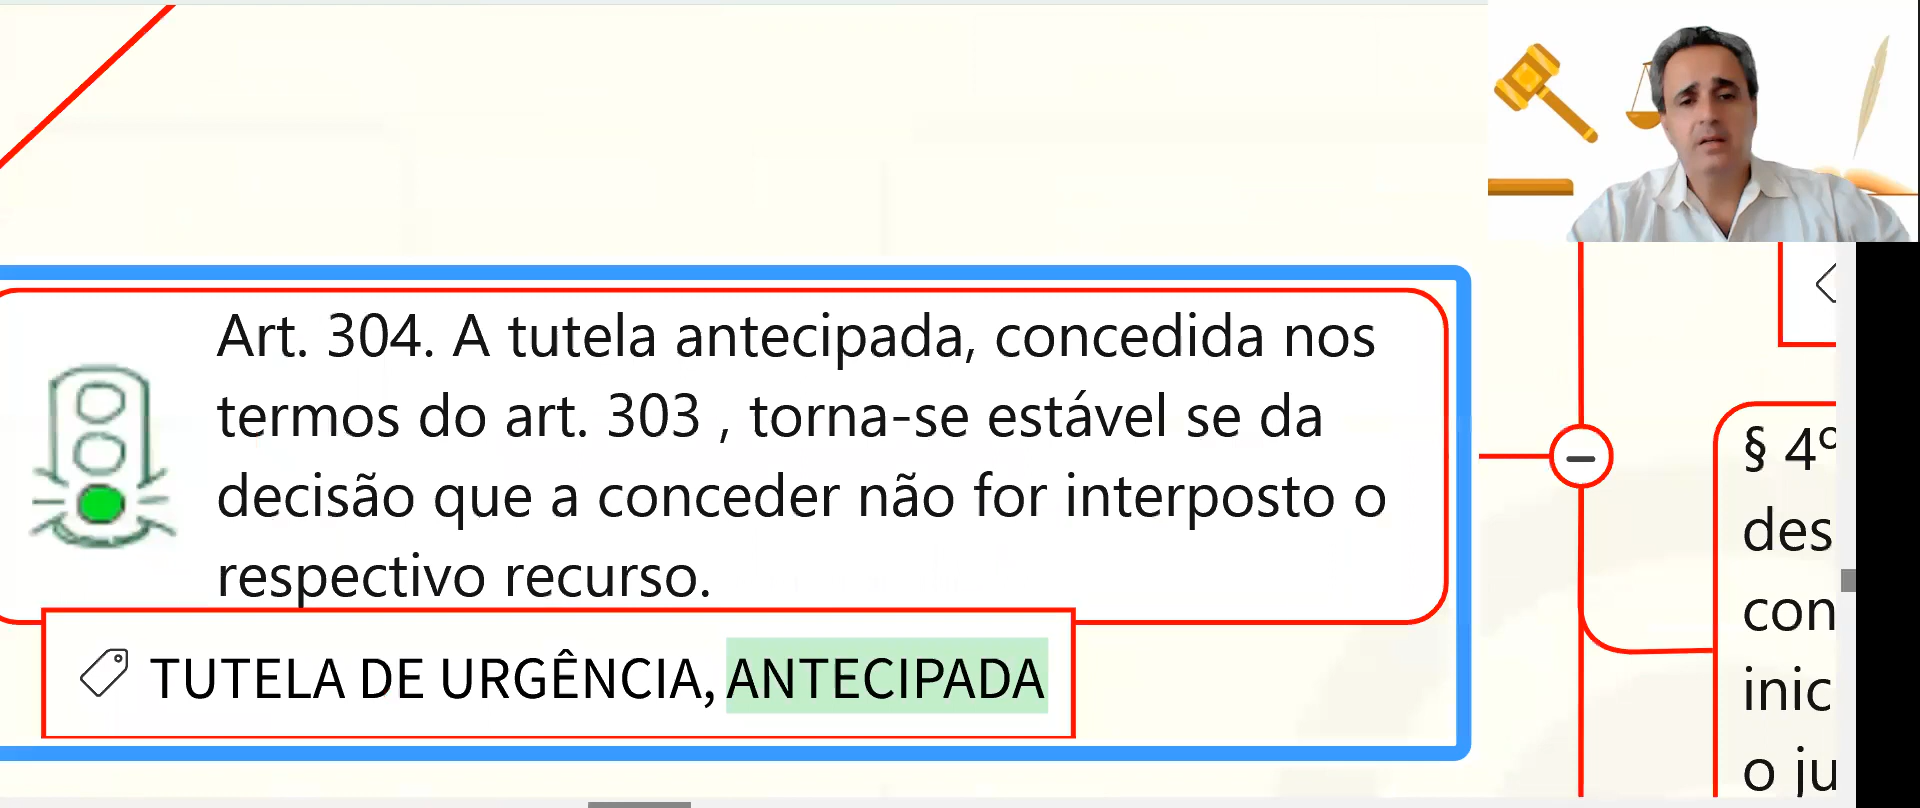 Art. 304. A tutela antecipada, concedida nos
termos do art. 303 , torna-se estável se da
decisão que a conceder não for interposto o
respectivo recurso.
TUTELA DE URGÊNCIA, ANTECIPADA
§ 4º
des
con
inic
o ju